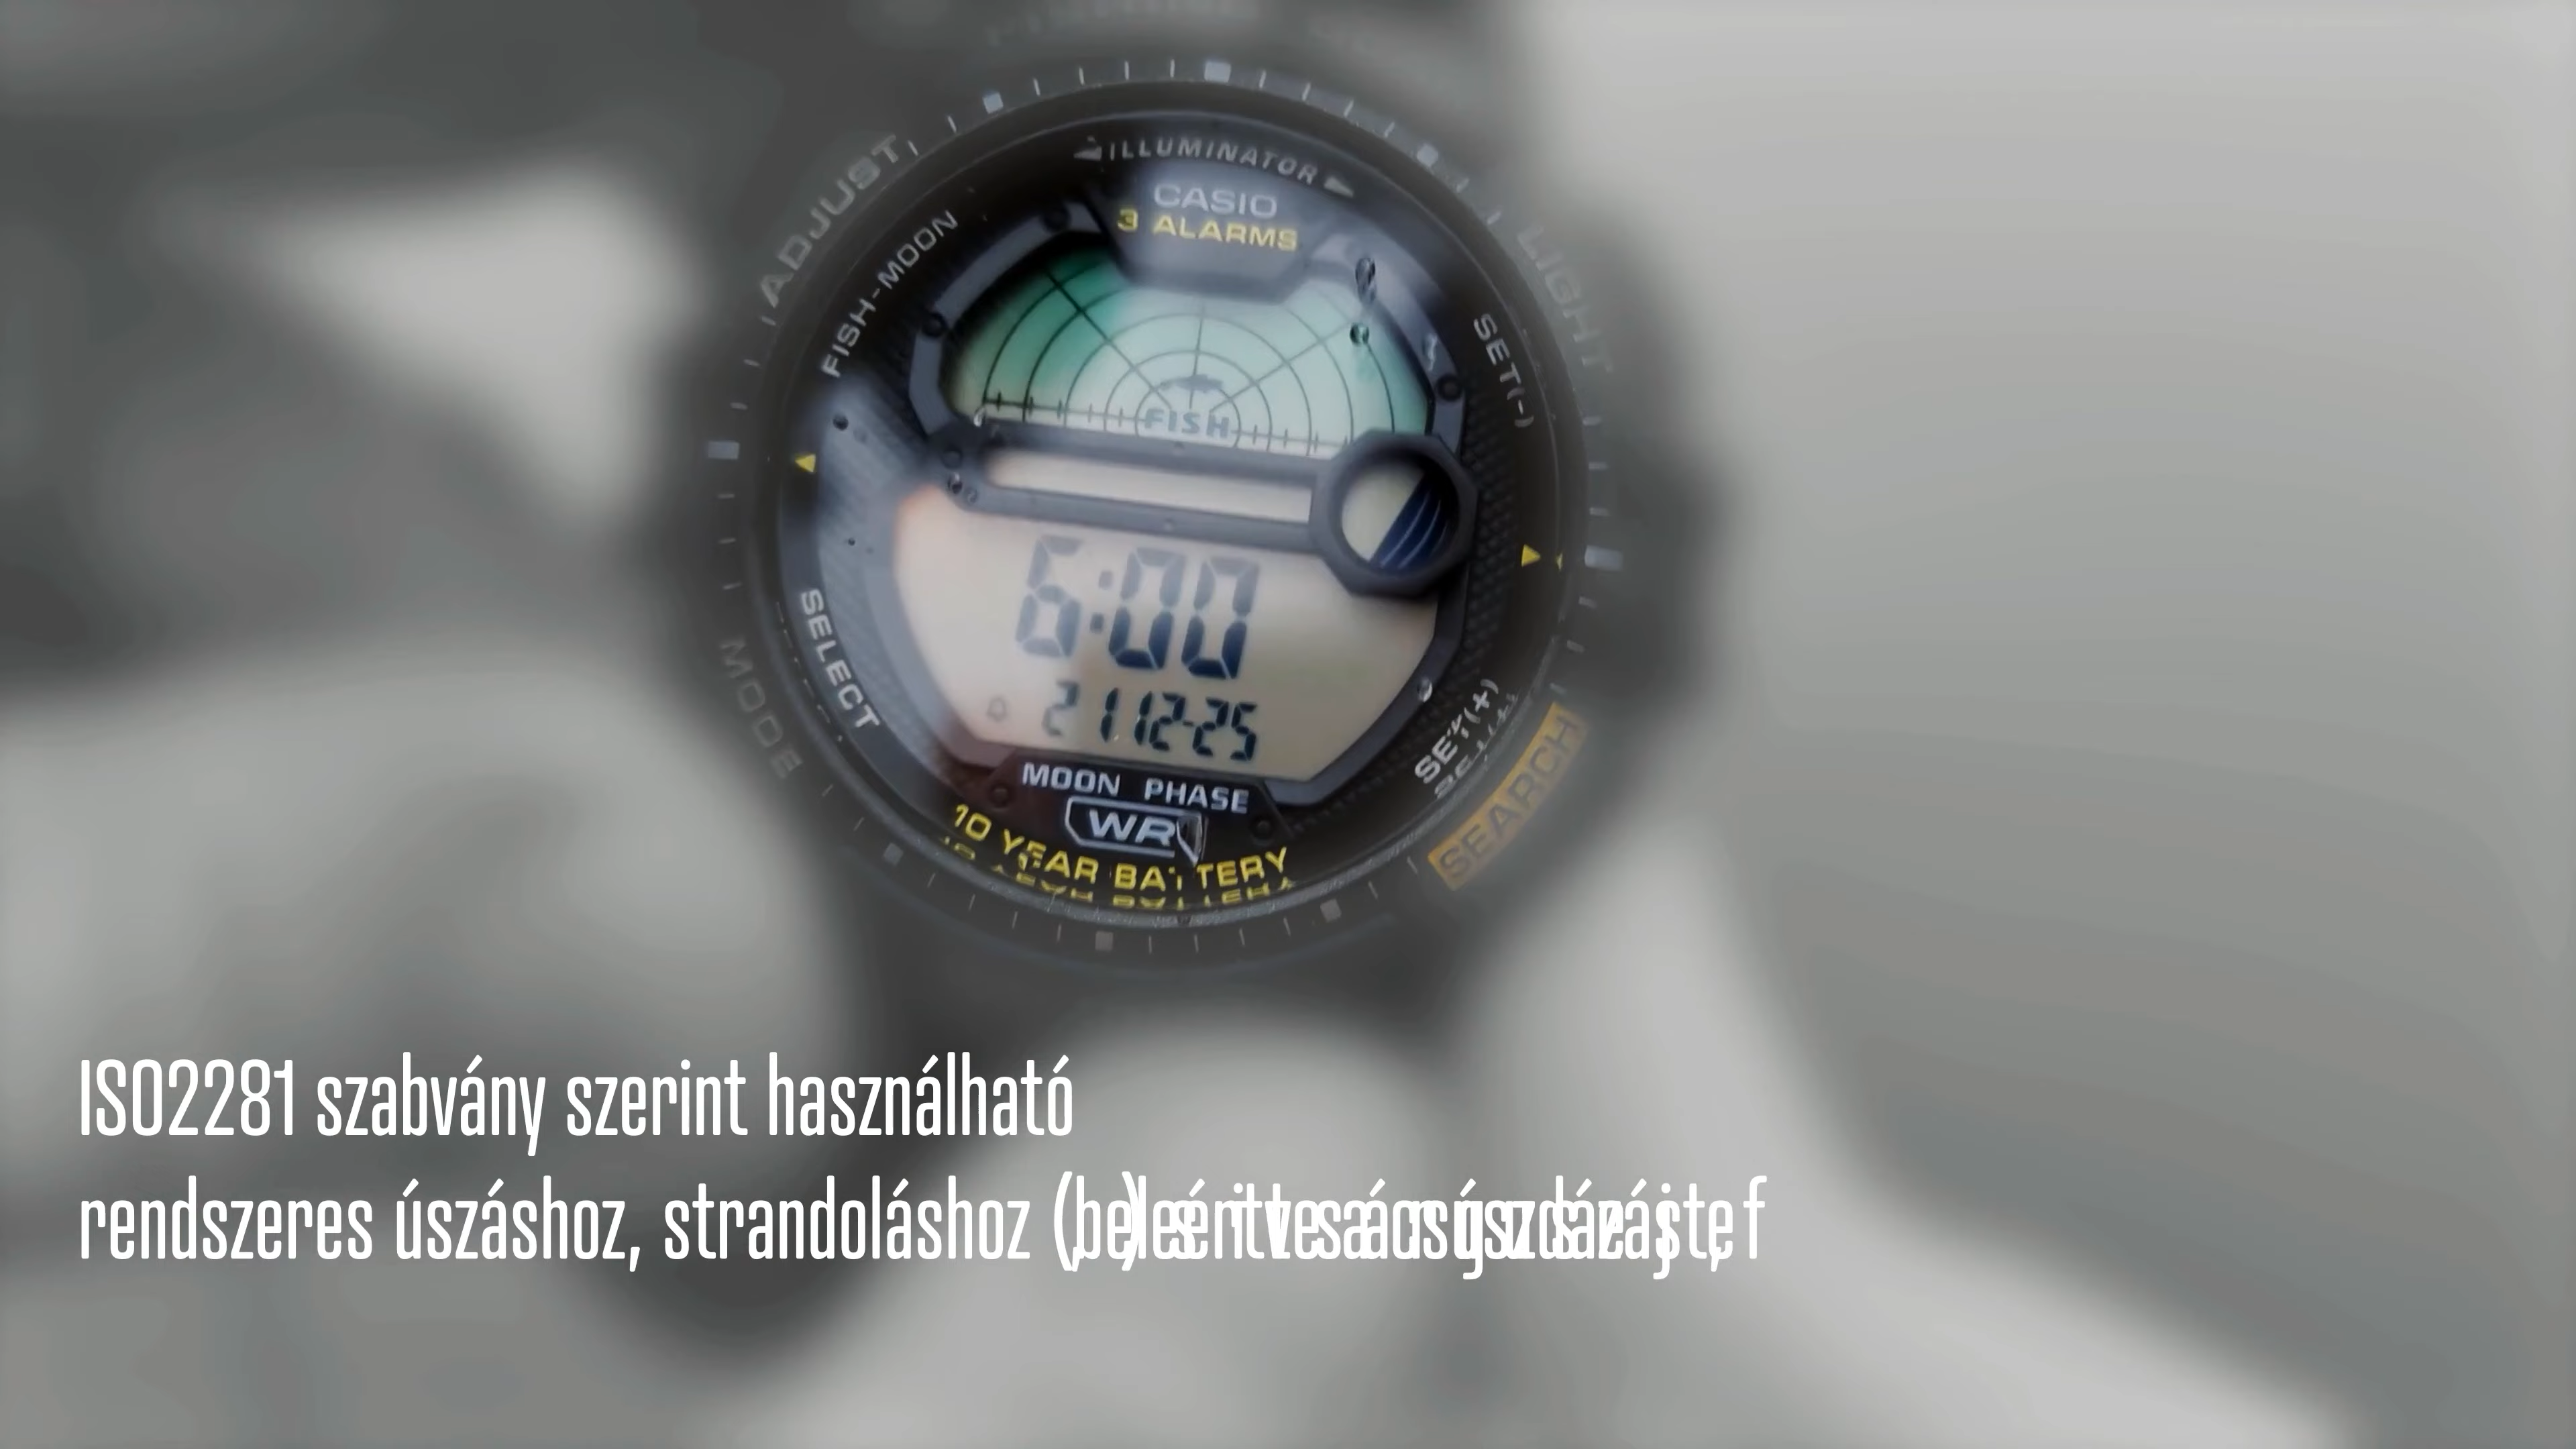 ADJUST
LIGHT
ILLUMINATOR
CASIO
3 ALARMS
FISH-MOON
SET(-)
FISH
6:00
2 1 12-25
SELECT
MODE
SET(+)
SEARCH
MOON PHASE
WR
10 YEAR BATTERY
ISO2281 szabvány szerint használható
rendszeres úszáshoz, strandoláshoz